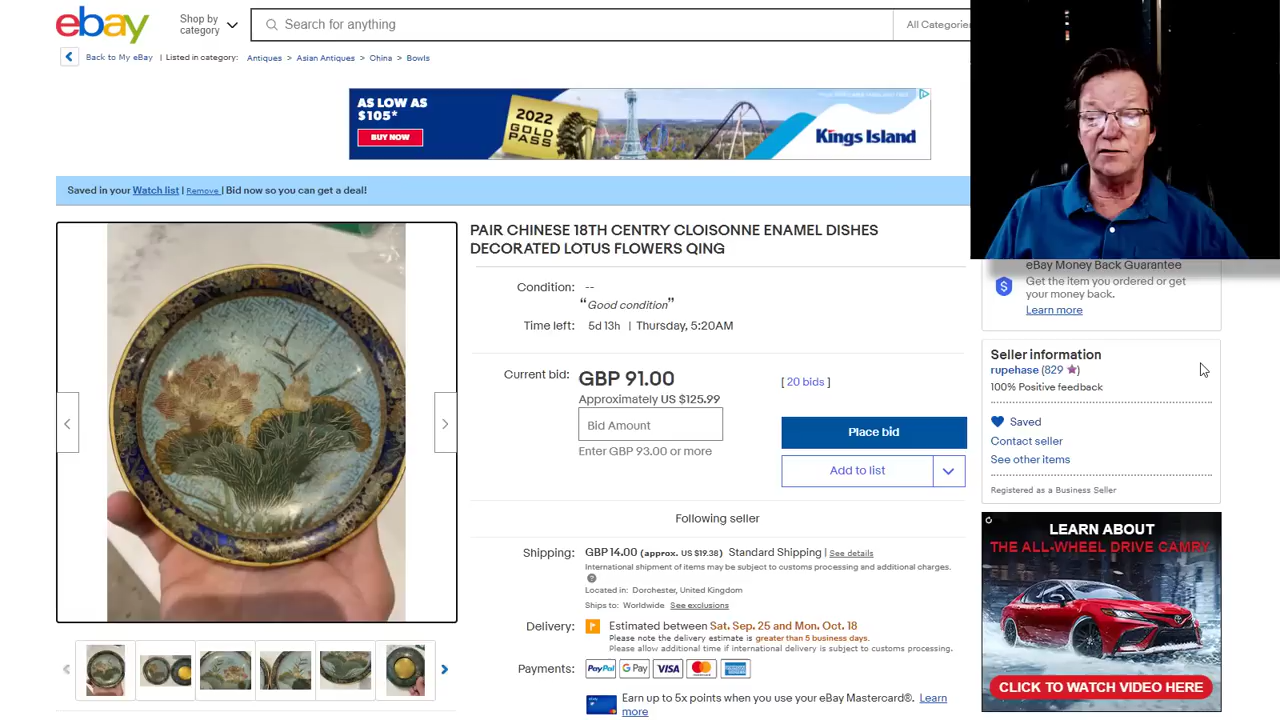 ebay
Shop by
category
Search for anything
All Categories
Back to My eBay | Listed in category: Antiques > Asian Antiques > China > Bowls
AS LOW AS
$105*
BUY NOW
2022
GOLD
PASS
Kings Island
Saved in your Watch list | Remove | Bid now so you can get a deal!
PAIR CHINESE 18TH CENTRY CLOISONNE ENAMEL DISHES
DECORATED LOTUS FLOWERS QING
Condition: --
“Good condition”
Time left: 5d 13h | Thursday, 5:20AM
Current bid: GBP 91.00
[ 20 bids ]
Approximately US $125.99
Bid Amount
Place bid
Enter GBP 93.00 or more
Add to list
Following seller
Shipping: GBP 14.00 (approx. US $19.38) Standard Shipping | See details
International shipment of items may be subject to customs processing and additional charges.
Located in: Dorchester, United Kingdom
Ships to: Worldwide See exclusions
Delivery: Estimated between Sat. Sep. 25 and Mon. Oct. 18
Please note the delivery estimate is greater than 5 business days.
Please allow additional time if international delivery is subject to customs processing.
Payments: PayPal G Pay VISA
Earn up to 5x points when you use your eBay Mastercard®. Learn
more
eBay Money Back Guarantee
Get the item you ordered or get
your money back.
Learn more
Seller information
rupehase (829)
100% Positive feedback
Saved
Contact seller
See other items
Registered as a Business Seller
LEARN ABOUT
THE ALL-WHEEL DRIVE CAMRY
CLICK TO WATCH VIDEO HERE